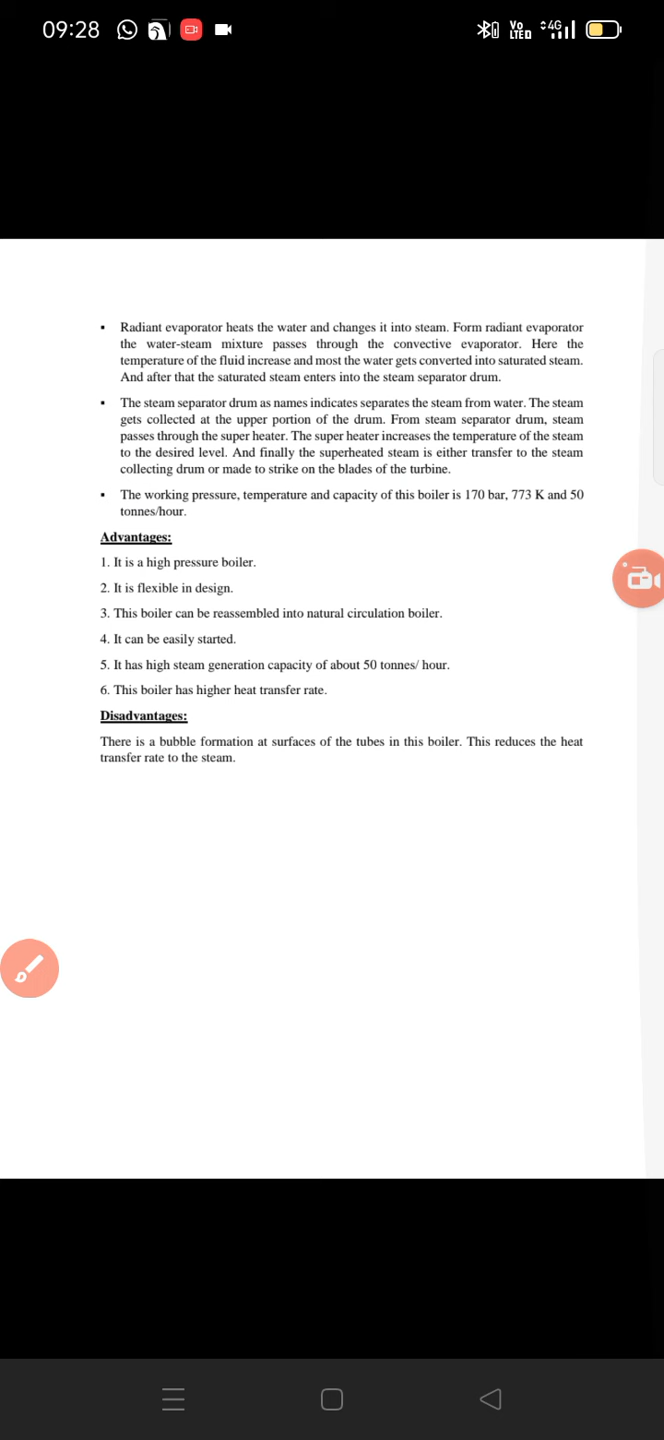 09:28
Vo
LTE
4G
▪ Radiant evaporator heats the water and changes it into steam. Form radiant evaporator
the water-steam mixture passes through the convective evaporator. Here the
temperature of the fluid increase and most the water gets converted into saturated steam.
And after that the saturated steam enters into the steam separator drum.
▪ The steam separator drum as names indicates separates the steam from water. The steam
gets collected at the upper portion of the drum. From steam separator drum, steam
passes through the super heater. The super heater increases the temperature of the steam
to the desired level. And finally the superheated steam is either transfer to the steam
collecting drum or made to strike on the blades of the turbine.
▪ The working pressure, temperature and capacity of this boiler is 170 bar, 773 K and 50
tonnes/hour.
Advantages:
1. It is a high pressure boiler.
2. It is flexible in design.
3. This boiler can be reassembled into natural circulation boiler.
4. It can be easily started.
5. It has high steam generation capacity of about 50 tonnes/ hour.
6. This boiler has higher heat transfer rate.
Disadvantages:
There is a bubble formation at surfaces of the tubes in this boiler. This reduces the heat
transfer rate to the steam.